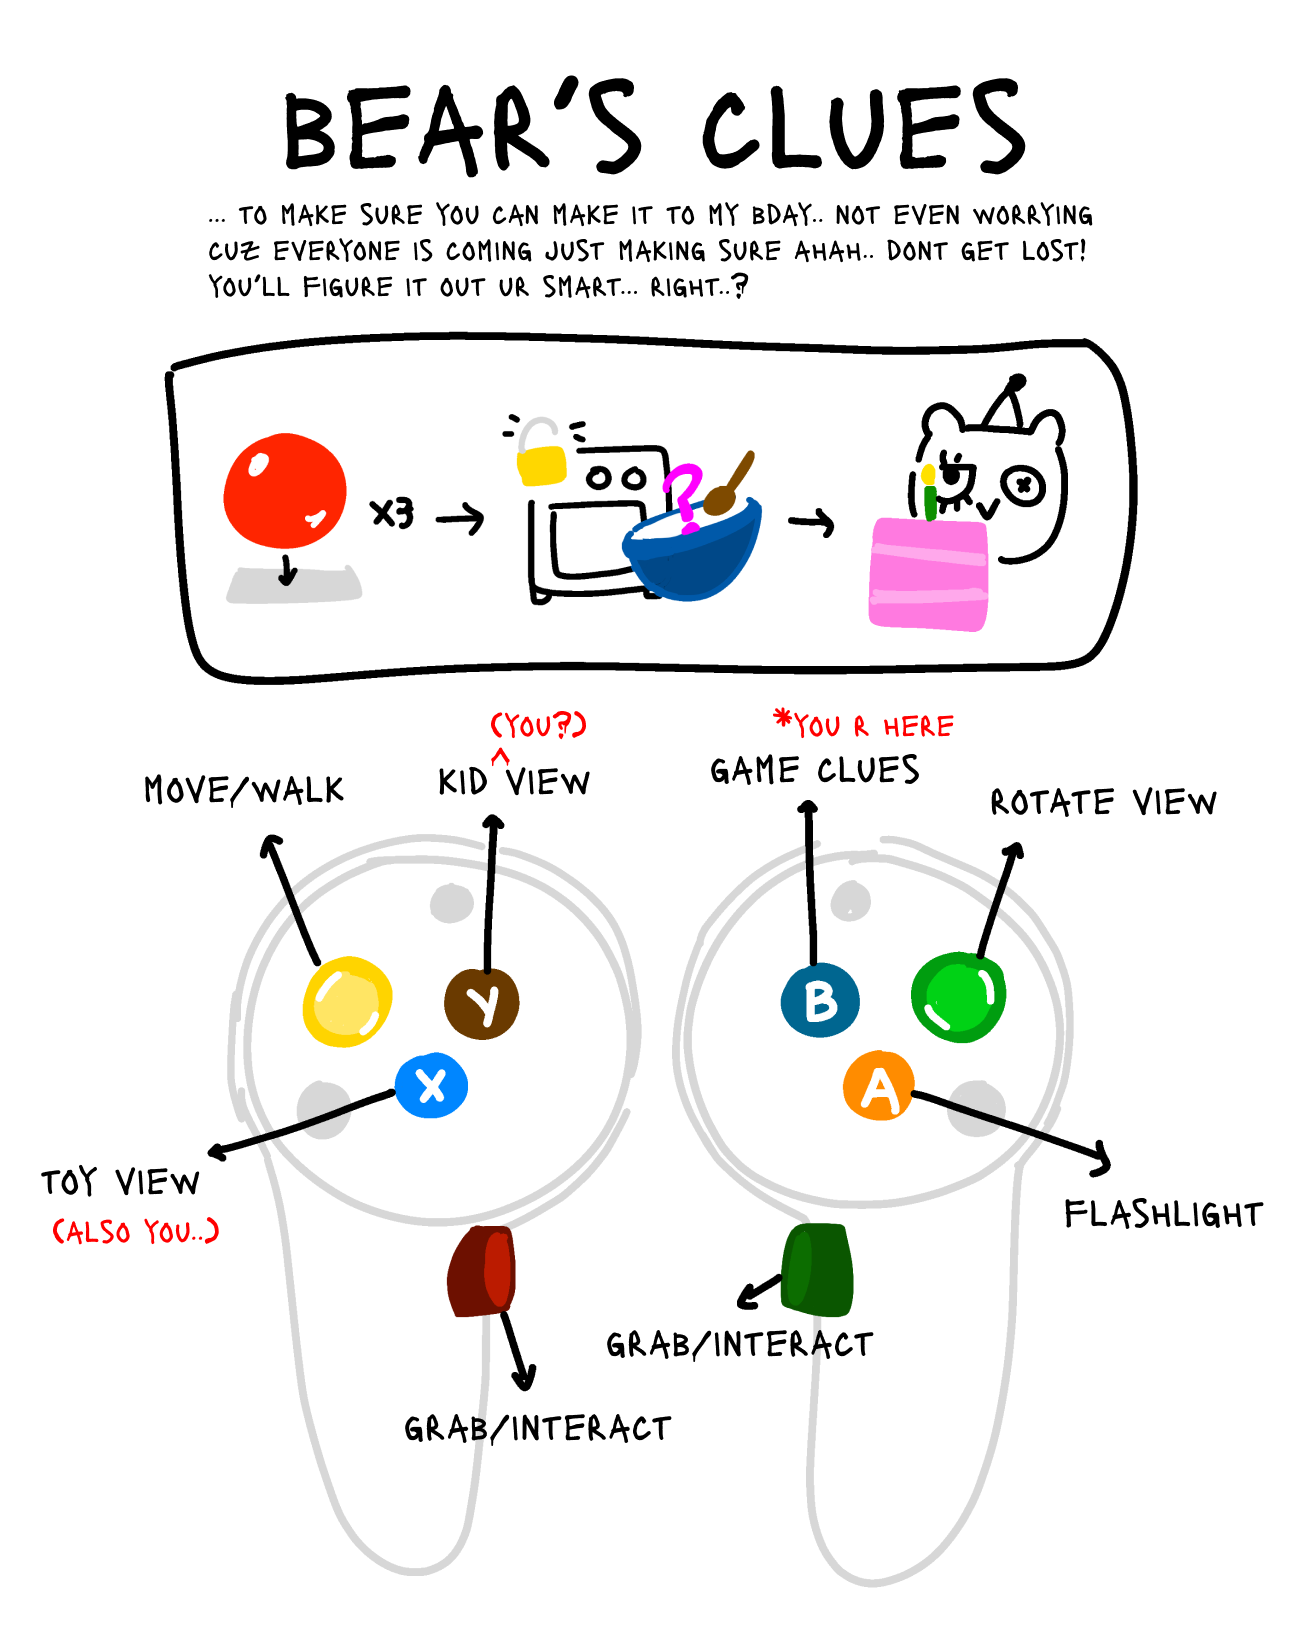 BEAR'S CLUES
... TO MAKE SURE YOU CAN MAKE IT TO MY BDAY.. NOT EVEN WORRYING
CUZ EVERYONE IS COMING JUST MAKING SURE AHAH.. DONT GET LOST!
YOU'LL FIGURE IT OUT UR SMART... RIGHT..?
X3
?
(YOU?)
^
KID VIEW
*YOU R HERE
GAME CLUES
MOVE/WALK
ROTATE VIEW
Y
B
X
A
TOY VIEW
(ALSO YOU..)
FLASHLIGHT
GRAB/INTERACT
GRAB/INTERACT